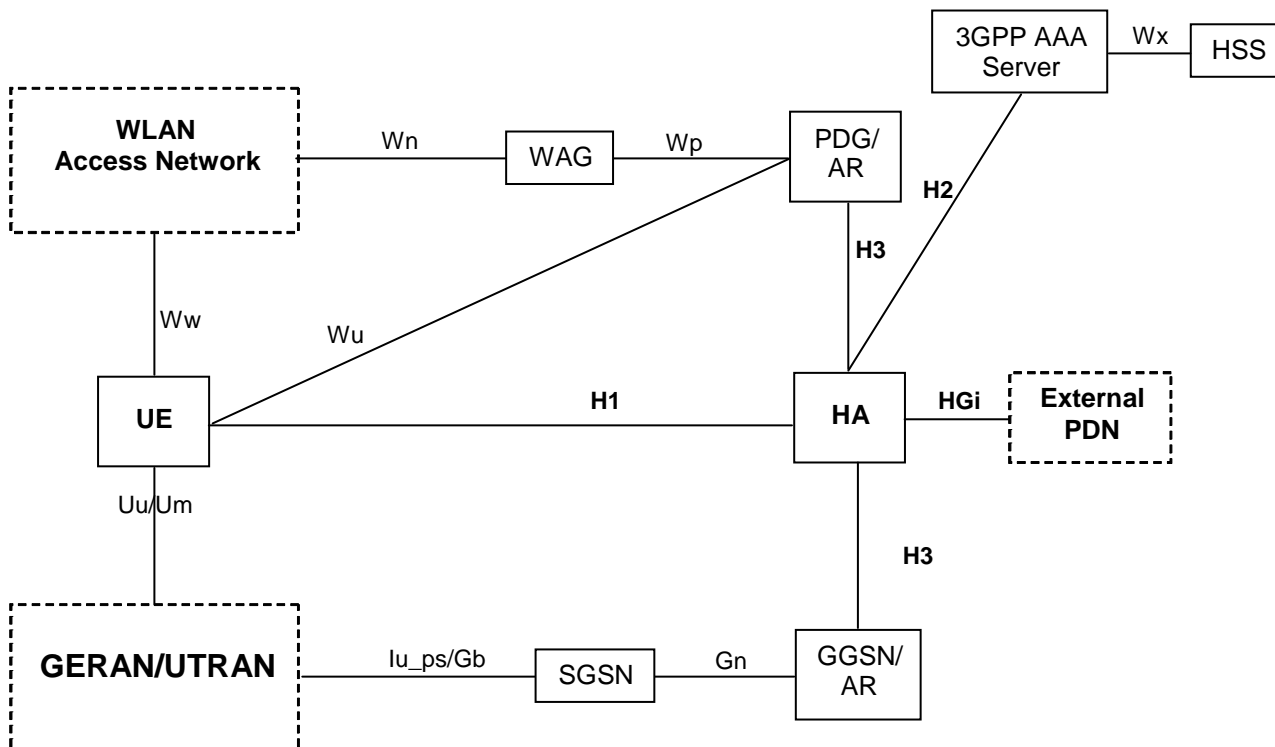 3GPP AAA
Server
Wx
HSS
WLAN
Access Network
Wn
WAG
Wp
PDG/
AR
H2
H3
Ww
Wu
UE
H1
HA
HGi
External
PDN
Uu/Um
H3
GERAN/UTRAN
Iu_ps/Gb
SGSN
Gn
GGSN/
AR